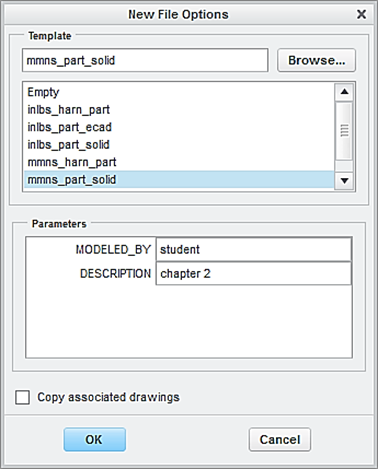 New File Options
Template
mmns_part_solid
Browse...
Empty
inlbs_harn_part
inlbs_part_ecad
inlbs_part_solid
mmns_harn_part
mmns_part_solid
Parameters
MODELED_BY student
DESCRIPTION chapter 2
Copy associated drawings
OK Cancel